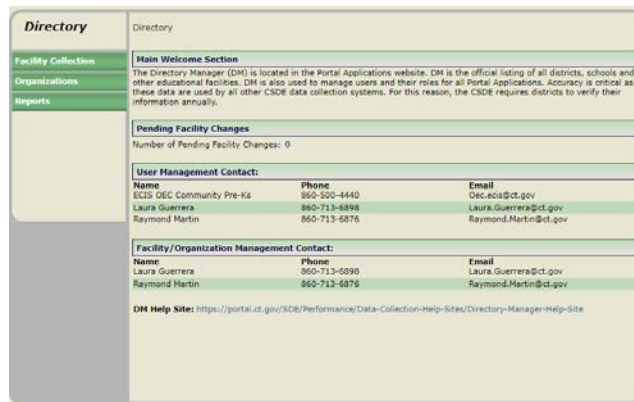 Directory
Directory
Facility Collection
Organizations
Reports
Main Welcome Section
The Directory Manager (DM) is located in the Portal Applications website. DM is the official listing of all districts, schools and
other educational facilities. DM is also used to manage users and their roles for all Portal Applications. Accuracy is critical as
these data are used by all other CSDE data collection systems. For this reason, the CSDE requires districts to verify their
information annually.
Pending Facility Changes
Number of Pending Facility Changes: 0
User Management Contact:
Name Phone Email
ECIS OEC Community Pre-Ks 860-500-4440 Oec.ecis@ct.gov
Laura Guerrera 860-713-6898 Laura.Guerrera@ct.gov
Raymond Martin 860-713-6876 Raymond.Martin@ct.gov
Facility/Organization Management Contact:
Name Phone Email
Laura Guerrera 860-713-6898 Laura.Guerrera@ct.gov
Raymond Martin 860-713-6876 Raymond.Martin@ct.gov
DM Help Site: https://portal.ct.gov/SDE/Performance/Data-Collection-Help-Sites/Directory-Manager-Help-Site